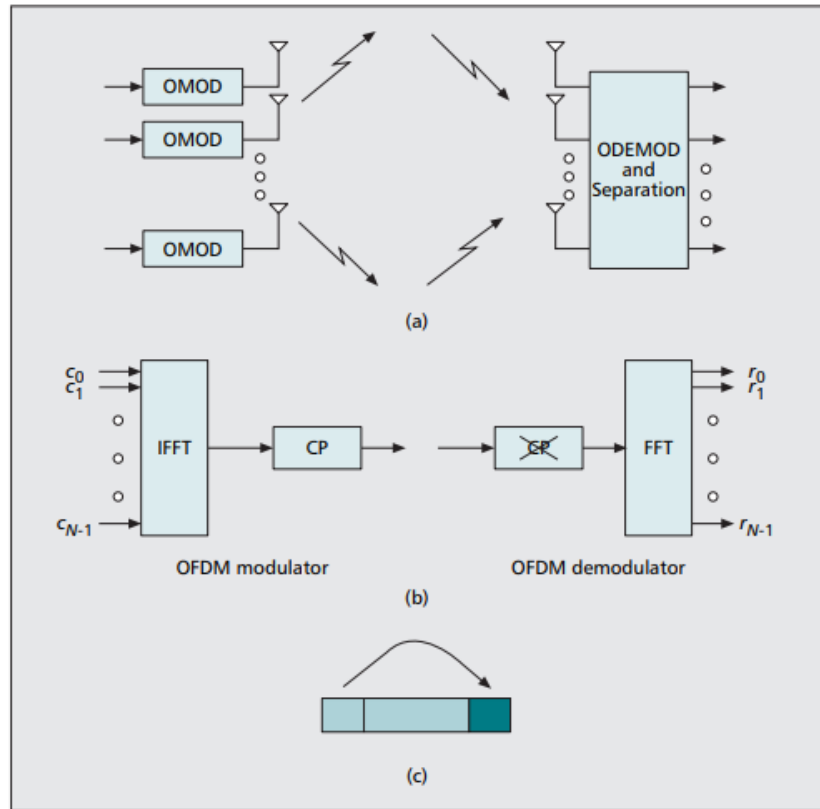 OMOD
OMOD
OMOD
ODEMOD
and
Separation
(a)
c0
c1
cN-1
IFFT
CP
CP
FFT
r0
r1
rN-1
OFDM modulator
OFDM demodulator
(b)
(c)